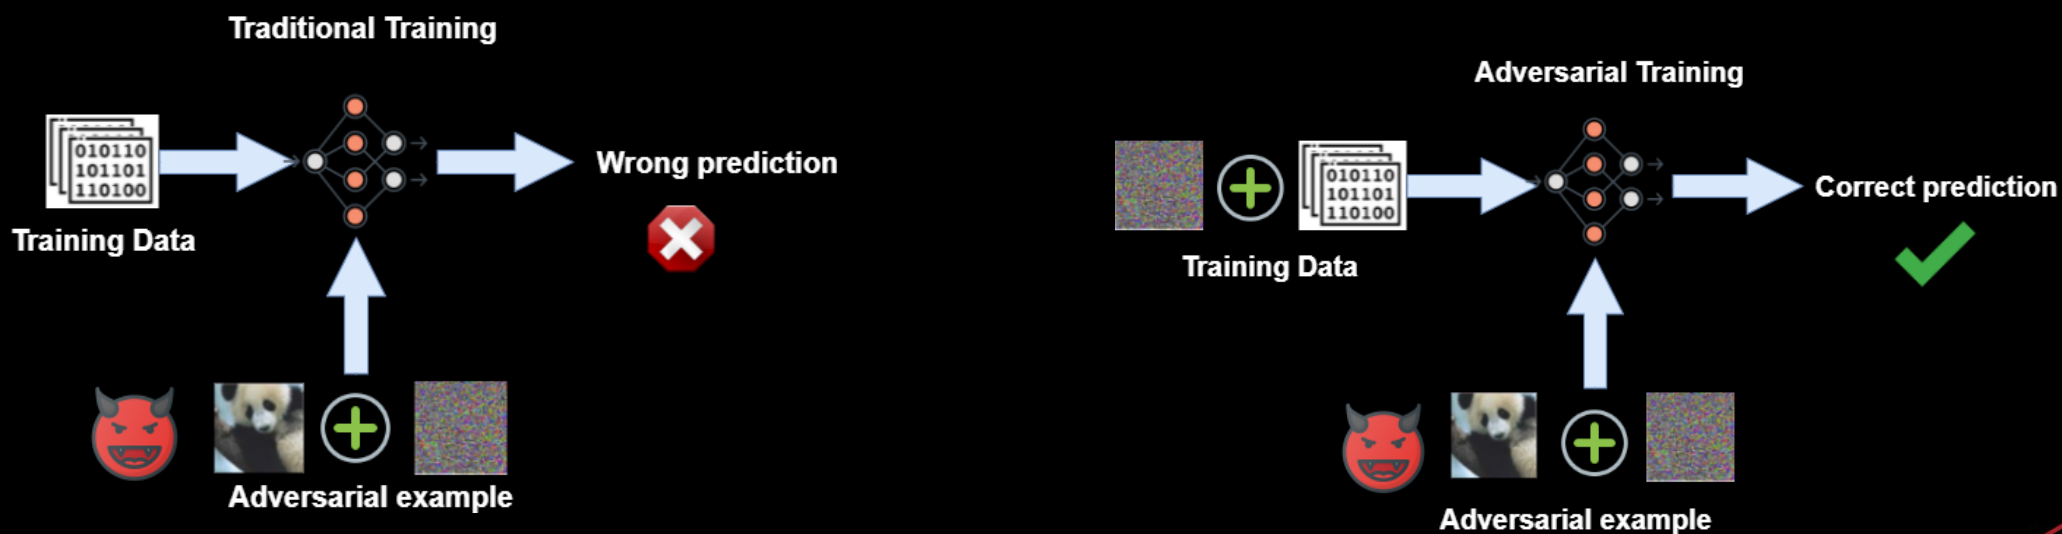 Traditional Training
010110
101101
110100
Training Data
Wrong prediction
Adversarial example
Adversarial Training
010110
101101
110100
Training Data
Correct prediction
Adversarial example